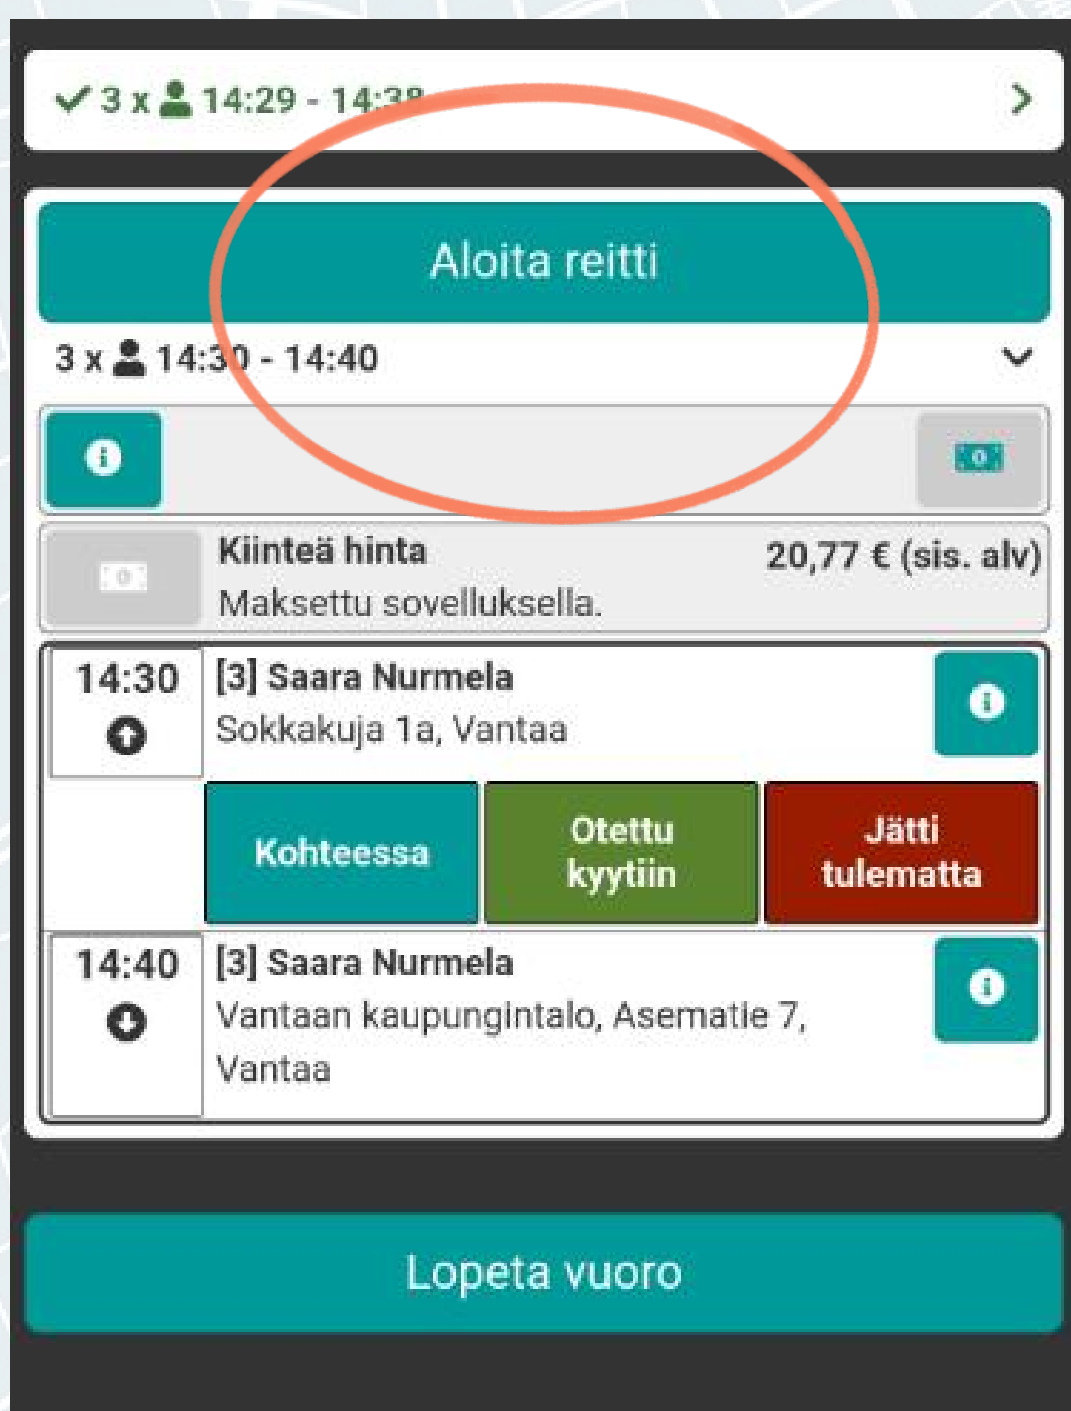 3 x 14:29 - 14:38
Aloita reitti
3 x 14:30 - 14:40
Kiinteä hinta 20,77 € (sis. alv)
Maksettu sovelluksella.
14:30 [3] Saara Nurmela
Sokkakuja 1a, Vantaa
Kohteessa
Otettu
kyytiin
Jätti
tulematta
14:40 [3] Saara Nurmela
Vantaan kaupungintalo, Asematie 7,
Vantaa
Lopeta vuoro